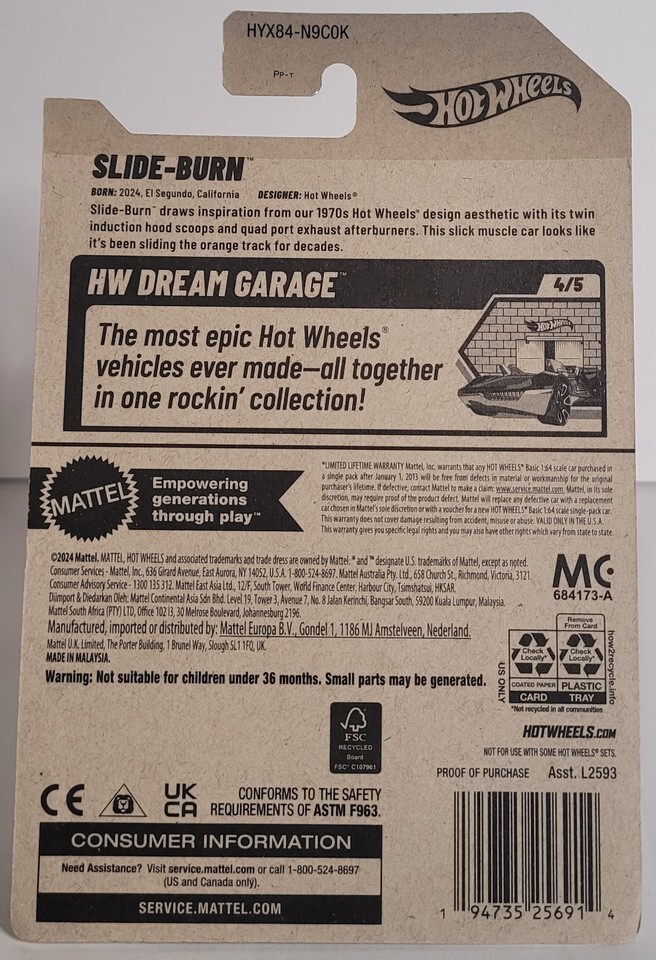 HYX84-N9C0K
PP-T
HOT WHEELS
SLIDE-BURN™
BORN: 2024, El Segundo, California DESIGNER: Hot Wheels®
Slide-Burn™ draws inspiration from our 1970s Hot Wheels® design aesthetic with its twin
induction hood scoops and quad port exhaust afterburners. This slick muscle car looks like
it's been sliding the orange track for decades.
HW DREAM GARAGE™
4/5
The most epic Hot Wheels®
vehicles ever made—all together
in one rockin' collection!
HOT WHEELS
MATTEL
Empowering
generations
through play™
*LIMITED LIFETIME WARRANTY Mattel, Inc. warrants that any HOT WHEELS® Basic 1:64 scale car purchased in
a single pack after January 1, 2013 will be free from defects in material or workmanship for the original
purchaser's lifetime. If defective, contact Mattel to make a claim: www.service.mattel.com. Mattel, in its sole
discretion, may require proof of the product defect. Mattel will replace any defective car with a replacement
car chosen in Mattel's sole discretion or with a voucher for a new HOT WHEELS® Basic 1:64 scale single-pack car.
This warranty does not cover damage resulting from accident, misuse or abuse. VALID ONLY IN THE U.S.A.
This warranty gives you specific legal rights and you may also have other rights which vary from state to state.
©2024 Mattel. MATTEL, HOT WHEELS and associated trademarks and trade dress are owned by Mattel. ® and ™ designate U.S. trademarks of Mattel, except as noted.
Consumer Services - Mattel, Inc., 636 Girard Avenue, East Aurora, NY 14052, U.S.A. 1-800-524-8697. Mattel Australia Pty. Ltd., 658 Church St., Richmond, Victoria, 3121.
Consumer Advisory Service - 1300 135 312. Mattel East Asia Ltd., 12/F, South Tower, World Finance Center, Harbour City, Tsimshatsui, HKSAR.
Diimport & Diedarkan Oleh: Mattel Continental Asia Sdn Bhd. Level 19, Tower 3, Avenue 7, No. 8 Jalan Kerinchi, Bangsar South, 59200 Kuala Lumpur, Malaysia.
Mattel South Africa (PTY) LTD, Office 102 I3, 30 Melrose Boulevard, Johannesburg 2196.
Manufactured, imported or distributed by: Mattel Europa B.V., Gondel 1, 1186 MJ Amstelveen, Nederland.
Mattel U.K. Limited, The Porter Building, 1 Brunel Way, Slough SL1 1FQ, UK.
MADE IN MALAYSIA.
Warning: Not suitable for children under 36 months. Small parts may be generated.
MC
684173-A
Remove
From Card
Check
Locally*
Check
Locally*
COATED PAPER
CARD
PLASTIC
TRAY
US ONLY
how2recycle.info
*Not recycled in all communities
HOTWHEELS.COM
NOT FOR USE WITH SOME HOT WHEELS® SETS.
PROOF OF PURCHASE Asst. L2593
FSC
RECYCLED
Board
FSC® C107961
CE
UK
CA
CONFORMS TO THE SAFETY
REQUIREMENTS OF ASTM F963.
CONSUMER INFORMATION
Need Assistance? Visit service.mattel.com or call 1-800-524-8697
(US and Canada only).
SERVICE.MATTEL.COM
1 94735 25691 4